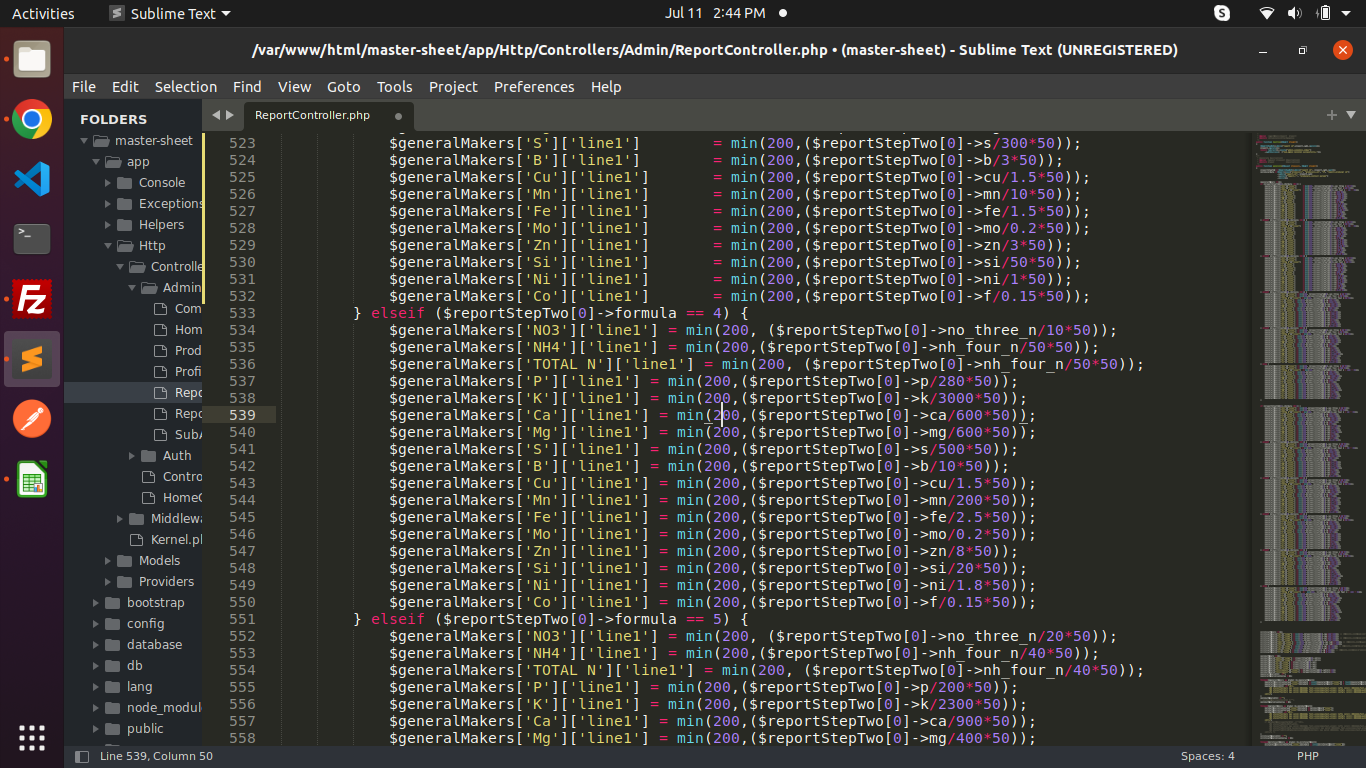 Activities Sublime Text Jul 11 2:44 PM
/var/www/html/master-sheet/app/Http/Controllers/Admin/ReportController.php • (master-sheet) - Sublime Text (UNREGISTERED)
File Edit Selection Find View Goto Tools Project Preferences Help
FOLDERS
master-sheet
app
Console
Exceptions
Helpers
Http
Controlle
Admin
Com
Hom
Prod
Profi
Repo
Repo
SubA
Auth
Contro
HomeC
Middlewa
Kernel.ph
Models
Providers
bootstrap
config
database
db
lang
node_modul
public
ReportController.php
523 $generalMakers['S']['line1'] = min(200,($reportStepTwo[0]->s/300*50));
524 $generalMakers['B']['line1'] = min(200,($reportStepTwo[0]->b/3*50));
525 $generalMakers['Cu']['line1'] = min(200,($reportStepTwo[0]->cu/1.5*50));
526 $generalMakers['Mn']['line1'] = min(200,($reportStepTwo[0]->mn/10*50));
527 $generalMakers['Fe']['line1'] = min(200,($reportStepTwo[0]->fe/1.5*50));
528 $generalMakers['Mo']['line1'] = min(200,($reportStepTwo[0]->mo/0.2*50));
529 $generalMakers['Zn']['line1'] = min(200,($reportStepTwo[0]->zn/3*50));
530 $generalMakers['Si']['line1'] = min(200,($reportStepTwo[0]->si/50*50));
531 $generalMakers['Ni']['line1'] = min(200,($reportStepTwo[0]->ni/1*50));
532 $generalMakers['Co']['line1'] = min(200,($reportStepTwo[0]->f/0.15*50));
533 } elseif ($reportStepTwo[0]->formula == 4) {
534 $generalMakers['NO3']['line1'] = min(200, ($reportStepTwo[0]->no_three_n/10*50));
535 $generalMakers['NH4']['line1'] = min(200,($reportStepTwo[0]->nh_four_n/50*50));
536 $generalMakers['TOTAL N']['line1'] = min(200, ($reportStepTwo[0]->nh_four_n/50*50));
537 $generalMakers['P']['line1'] = min(200,($reportStepTwo[0]->p/280*50));
538 $generalMakers['K']['line1'] = min(200,($reportStepTwo[0]->k/3000*50));
539 $generalMakers['Ca']['line1'] = min(200,($reportStepTwo[0]->ca/600*50));
540 $generalMakers['Mg']['line1'] = min(200,($reportStepTwo[0]->mg/600*50));
541 $generalMakers['S']['line1'] = min(200,($reportStepTwo[0]->s/500*50));
542 $generalMakers['B']['line1'] = min(200,($reportStepTwo[0]->b/10*50));
543 $generalMakers['Cu']['line1'] = min(200,($reportStepTwo[0]->cu/1.5*50));
544 $generalMakers['Mn']['line1'] = min(200,($reportStepTwo[0]->mn/200*50));
545 $generalMakers['Fe']['line1'] = min(200,($reportStepTwo[0]->fe/2.5*50));
546 $generalMakers['Mo']['line1'] = min(200,($reportStepTwo[0]->mo/0.2*50));
547 $generalMakers['Zn']['line1'] = min(200,($reportStepTwo[0]->zn/8*50));
548 $generalMakers['Si']['line1'] = min(200,($reportStepTwo[0]->si/20*50));
549 $generalMakers['Ni']['line1'] = min(200,($reportStepTwo[0]->ni/1.8*50));
550 $generalMakers['Co']['line1'] = min(200,($reportStepTwo[0]->f/0.15*50));
551 } elseif ($reportStepTwo[0]->formula == 5) {
552 $generalMakers['NO3']['line1'] = min(200, ($reportStepTwo[0]->no_three_n/20*50));
553 $generalMakers['NH4']['line1'] = min(200,($reportStepTwo[0]->nh_four_n/40*50));
554 $generalMakers['TOTAL N']['line1'] = min(200, ($reportStepTwo[0]->nh_four_n/40*50));
555 $generalMakers['P']['line1'] = min(200,($reportStepTwo[0]->p/200*50));
556 $generalMakers['K']['line1'] = min(200,($reportStepTwo[0]->k/2300*50));
557 $generalMakers['Ca']['line1'] = min(200,($reportStepTwo[0]->ca/900*50));
558 $generalMakers['Mg']['line1'] = min(200,($reportStepTwo[0]->mg/400*50));
Line 539, Column 50 Spaces: 4 PHP